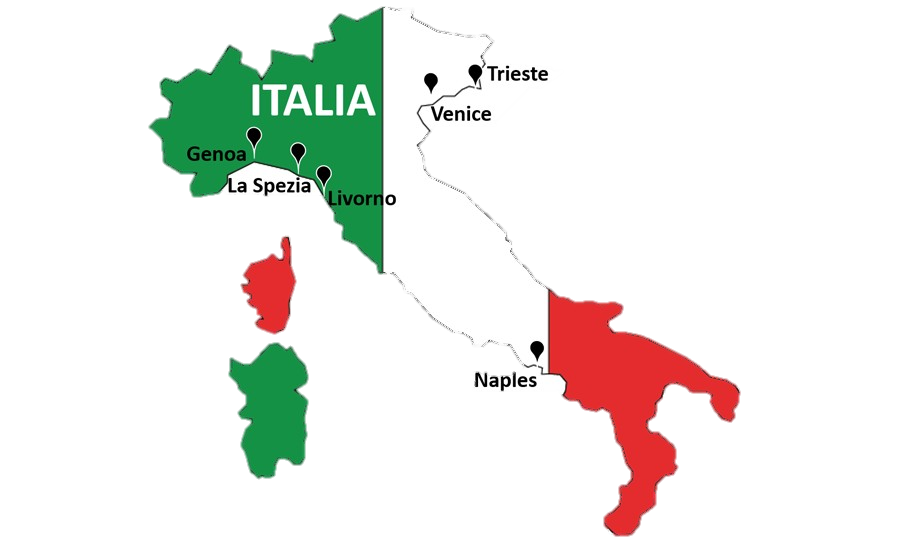 Trieste
ITALIA
Venice
Genoa
La Spezia
Livorno
Naples